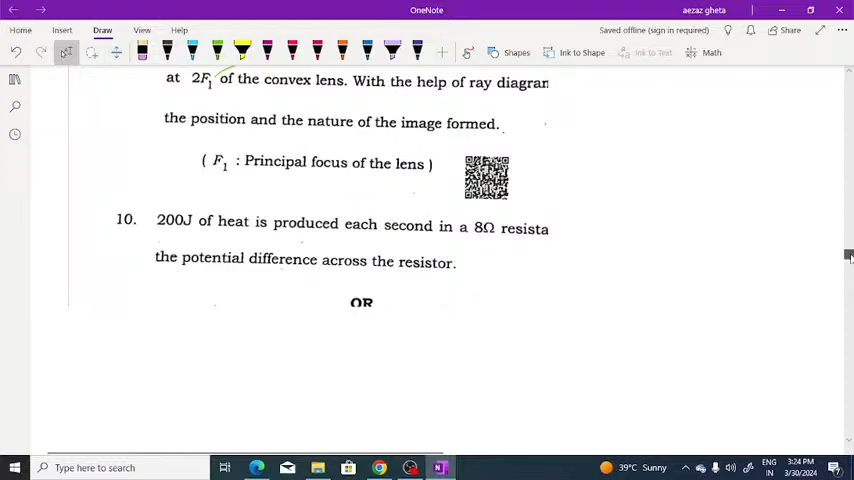 OneNote
aezaz gheta
Home Insert Draw View Help
Saved offline (sign in required)
Share
Shapes
Ink to Shape
Ink to Text
Math
at 2F1 of the convex lens. With the help of ray diagram
the position and the nature of the image formed.
( F1 : Principal focus of the lens )
10. 200J of heat is produced each second in a 8Ω resista
the potential difference across the resistor.
OR
Type here to search
39°C Sunny
ENG
IN
3:24 PM
3/30/2024
7